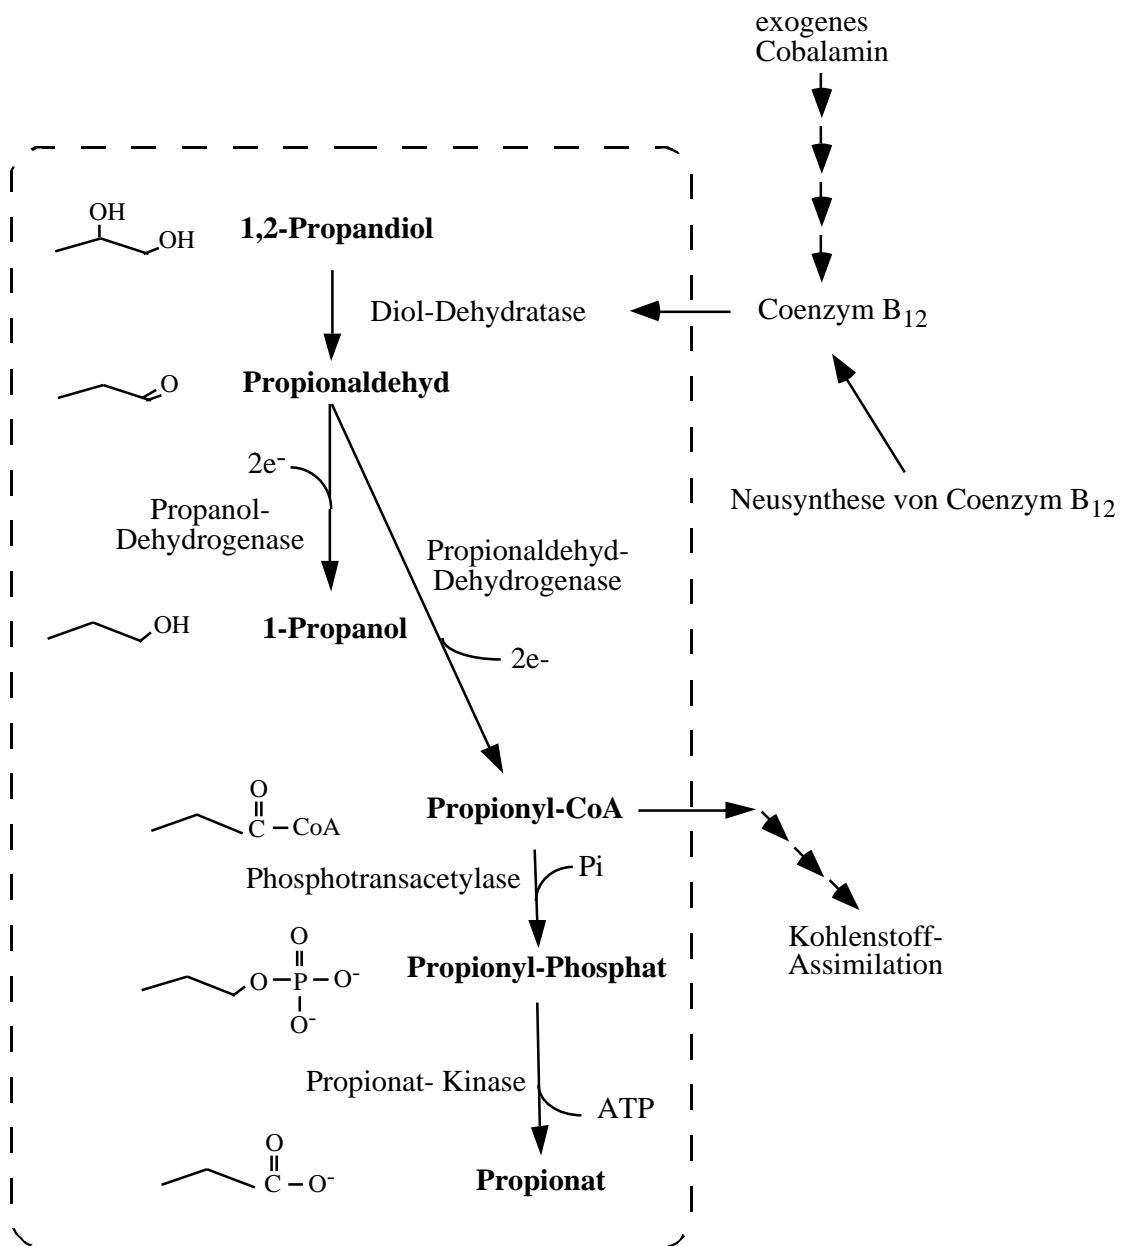 exogenes
Cobalamin
OH
OH
1,2-Propandiol
Diol-Dehydratase
Coenzym B12
O
Propionaldehyd
2e-
Neusynthese von Coenzym B12
Propanol-
Dehydrogenase
Propionaldehyd-
Dehydrogenase
OH
1-Propanol
2e-
O
C
CoA
Propionyl-CoA
Phosphotransacetylase
Pi
Kohlenstoff-
Assimilation
O
O
P
O-
O-
Propionyl-Phosphat
Propionat- Kinase
ATP
O
C
O-
Propionat